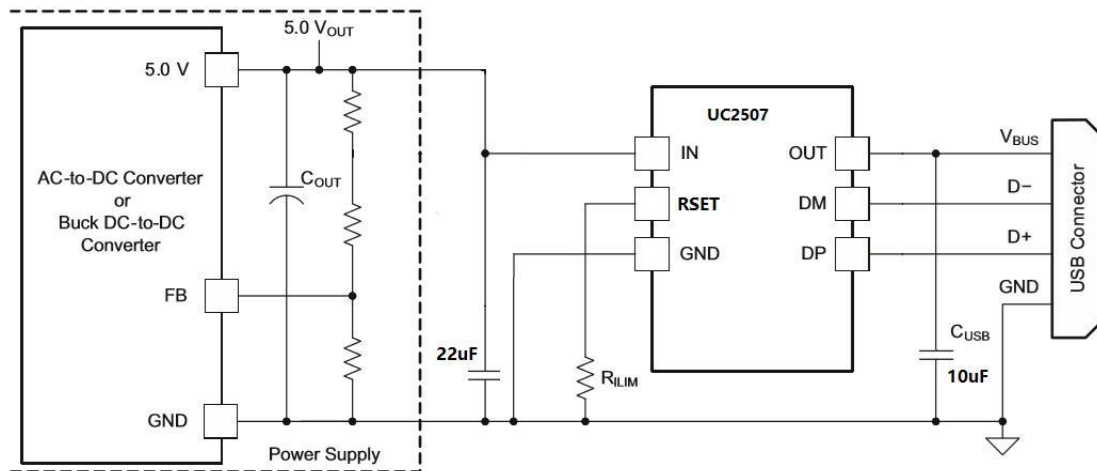 5.0 VOUT
5.0 V
AC-to-DC Converter
or
Buck DC-to-DC
Converter
COUT
FB
GND
Power Supply
22uF
RILIM
UC2507
IN
OUT
RSET
DM
GND
DP
VBUS
D−
D+
GND
CUSB
10uF
USB Connector